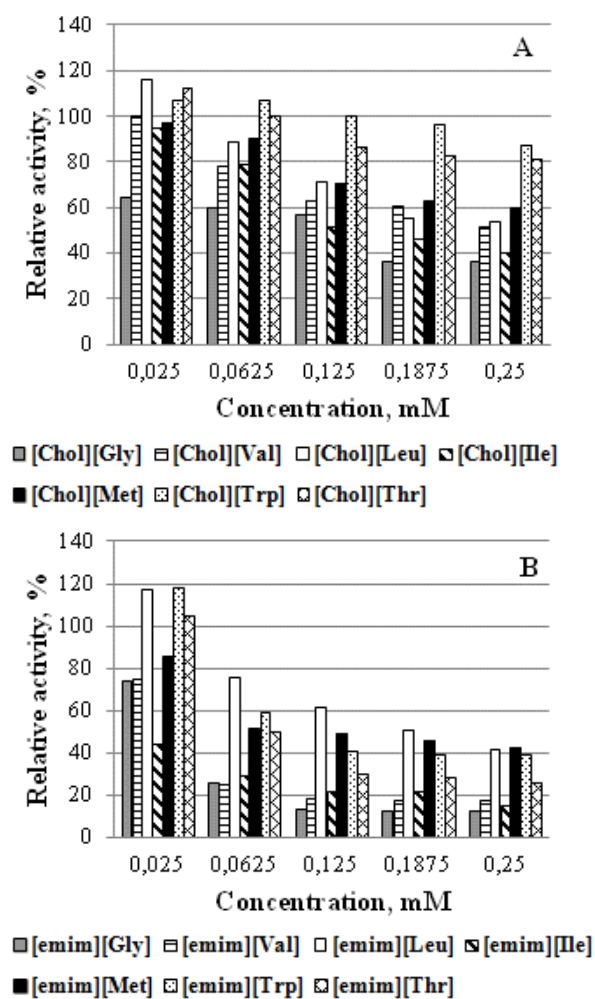 140
A
120
100
80
60
40
20
0
Relative activity, %
0,025 0,0625 0,125 0,1875 0,25
Concentration, mM
[Chol][Gly] [Chol][Val] [Chol][Leu] [Chol][Ile]
[Chol][Met] [Chol][Trp] [Chol][Thr]
140
B
120
100
80
60
40
20
0
Relative activity, %
0,025 0,0625 0,125 0,1875 0,25
Concentration, mM
[emim][Gly] [emim][Val] [emim][Leu] [emim][Ile]
[emim][Met] [emim][Trp] [emim][Thr]